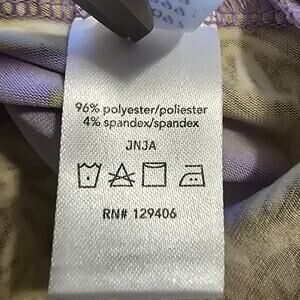 96% polyester/poliester
4% spandex/spandex
JNJA
RN# 129406